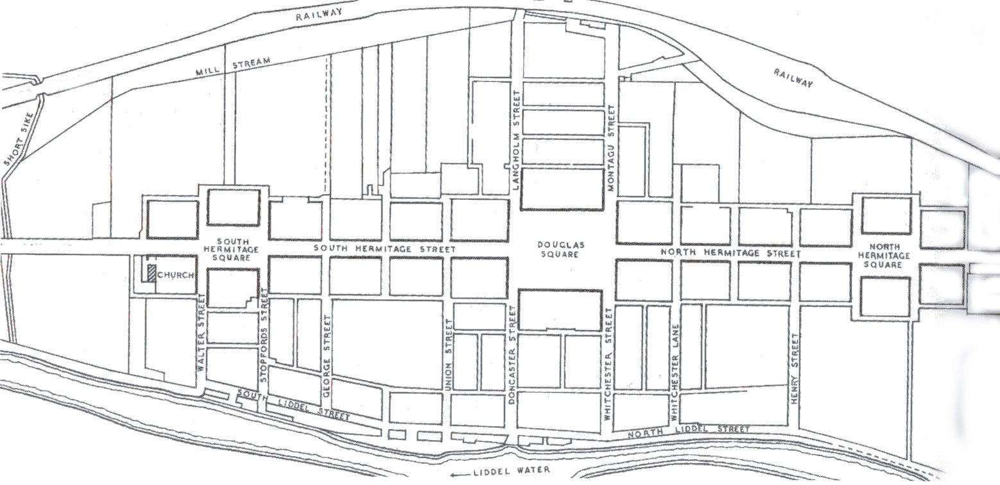 RAILWAY
MILL STREAM
RAILWAY
SHORT SIKE
LANGHOLM STREET
MONTAGU STREET
SOUTH
HERMITAGE
SQUARE
SOUTH HERMITAGE STREET
DOUGLAS
SQUARE
NORTH HERMITAGE STREET
NORTH
HERMITAGE
SQUARE
CHURCH
WALTER STREET
STOPFORDS STREET
GEORGE STREET
UNION STREET
DONCASTER STREET
WHITCHESTER STREET
WHITCHESTER LANE
HENRY STREET
SOUTH LIDDEL STREET
NORTH LIDDEL STREET
LIDDEL WATER